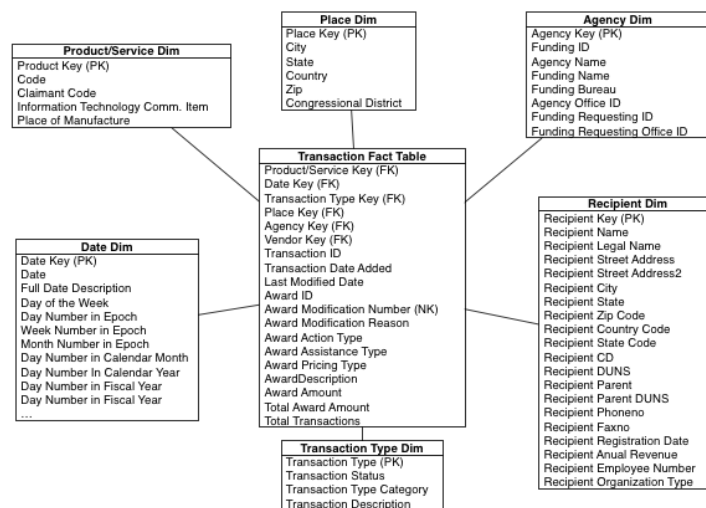 Product/Service Dim
Product Key (PK)
Code
Claimant Code
Information Technology Comm. Item
Place of Manufacture
Place Dim
Place Key (PK)
City
State
Country
Zip
Congressional District
Agency Dim
Agency Key (PK)
Funding ID
Agency Name
Funding Name
Funding Bureau
Agency Office ID
Funding Requesting ID
Funding Requesting Office ID
Transaction Fact Table
Product/Service Key (FK)
Date Key (FK)
Transaction Type Key (FK)
Place Key (FK)
Agency Key (FK)
Vendor Key (FK)
Transaction ID
Transaction Date Added
Last Modified Date
Award ID
Award Modification Number (NK)
Award Modification Reason
Award Action Type
Award Assistance Type
Award Pricing Type
AwardDescription
Award Amount
Total Award Amount
Total Transactions
Date Dim
Date Key (PK)
Date
Full Date Description
Day of the Week
Day Number in Epoch
Week Number in Epoch
Month Number in Epoch
Day Number in Calendar Month
Day Number In Calendar Year
Day Number in Fiscal Year
Day Number in Fiscal Year
...
Recipient Dim
Recipient Key (PK)
Recipient Name
Recipient Legal Name
Recipient Street Address
Recipient Street Address2
Recipient City
Recipient State
Recipient Zip Code
Recipient Country Code
Recipient State Code
Recipient CD
Recipient DUNS
Recipient Parent
Recipient Parent DUNS
Recipient Phoneno
Recipient Faxno
Recipient Registration Date
Recipient Anual Revenue
Recipient Employee Number
Recipient Organization Type
Transaction Type Dim
Transaction Type (PK)
Transaction Status
Transaction Type Category
Transaction Description